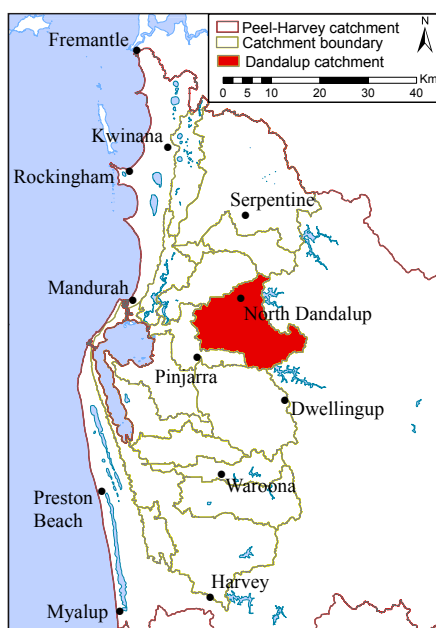 Peel-Harvey catchment
Catchment boundary
Dandalup catchment
N
Km
0 5 10 20 30 40
Fremantle
Kwinana
Rockingham
Serpentine
Mandurah
North Dandalup
Pinjarra
Dwellingup
Waroona
Preston
Beach
Harvey
Myalup